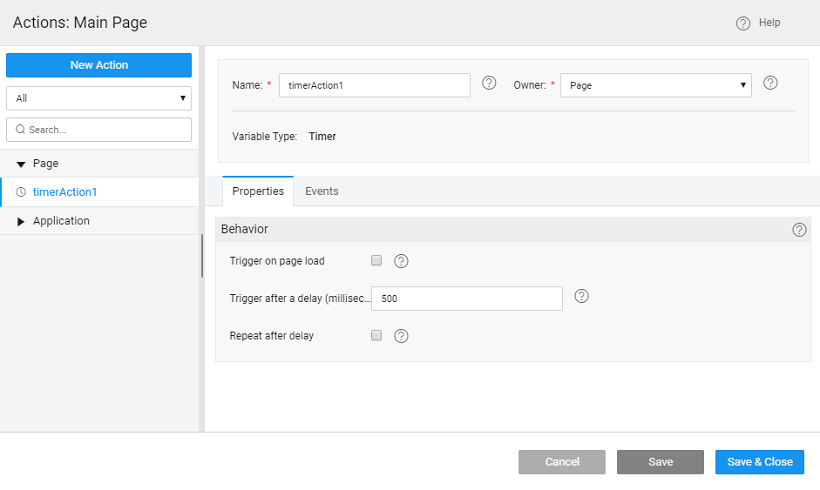 Actions: Main Page
Help
New Action
All
Search...
Page
timerAction1
Application
Name: *
timerAction1
Owner: *
Page
Variable Type: Timer
Properties Events
Behavior
Trigger on page load
Trigger after a delay (millisec...
500
Repeat after delay
Cancel Save Save & Close